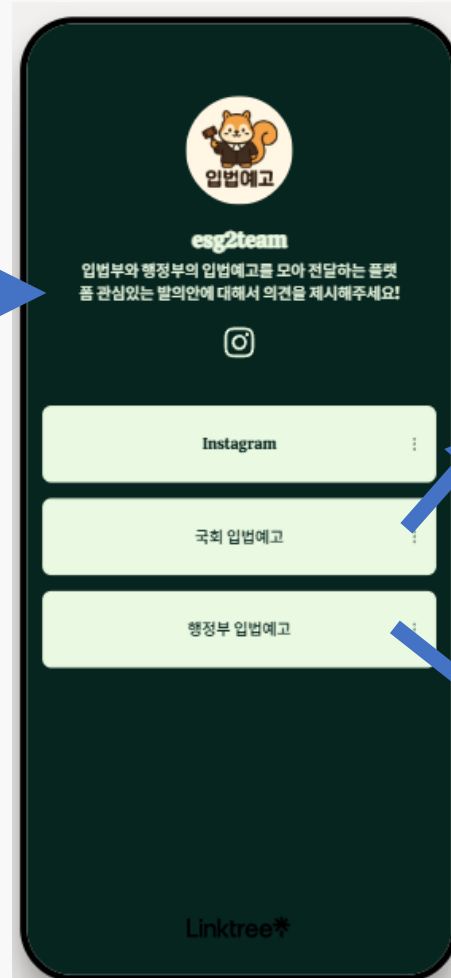 입법예고
esg2team
입법부와 행정부의 입법예고를 모아 전달하는 플랫
폼 관심있는 발의안에 대해서 의견을 제시해주세요!
Instagram
국회 입법예고
행정부 입법예고
Linktree